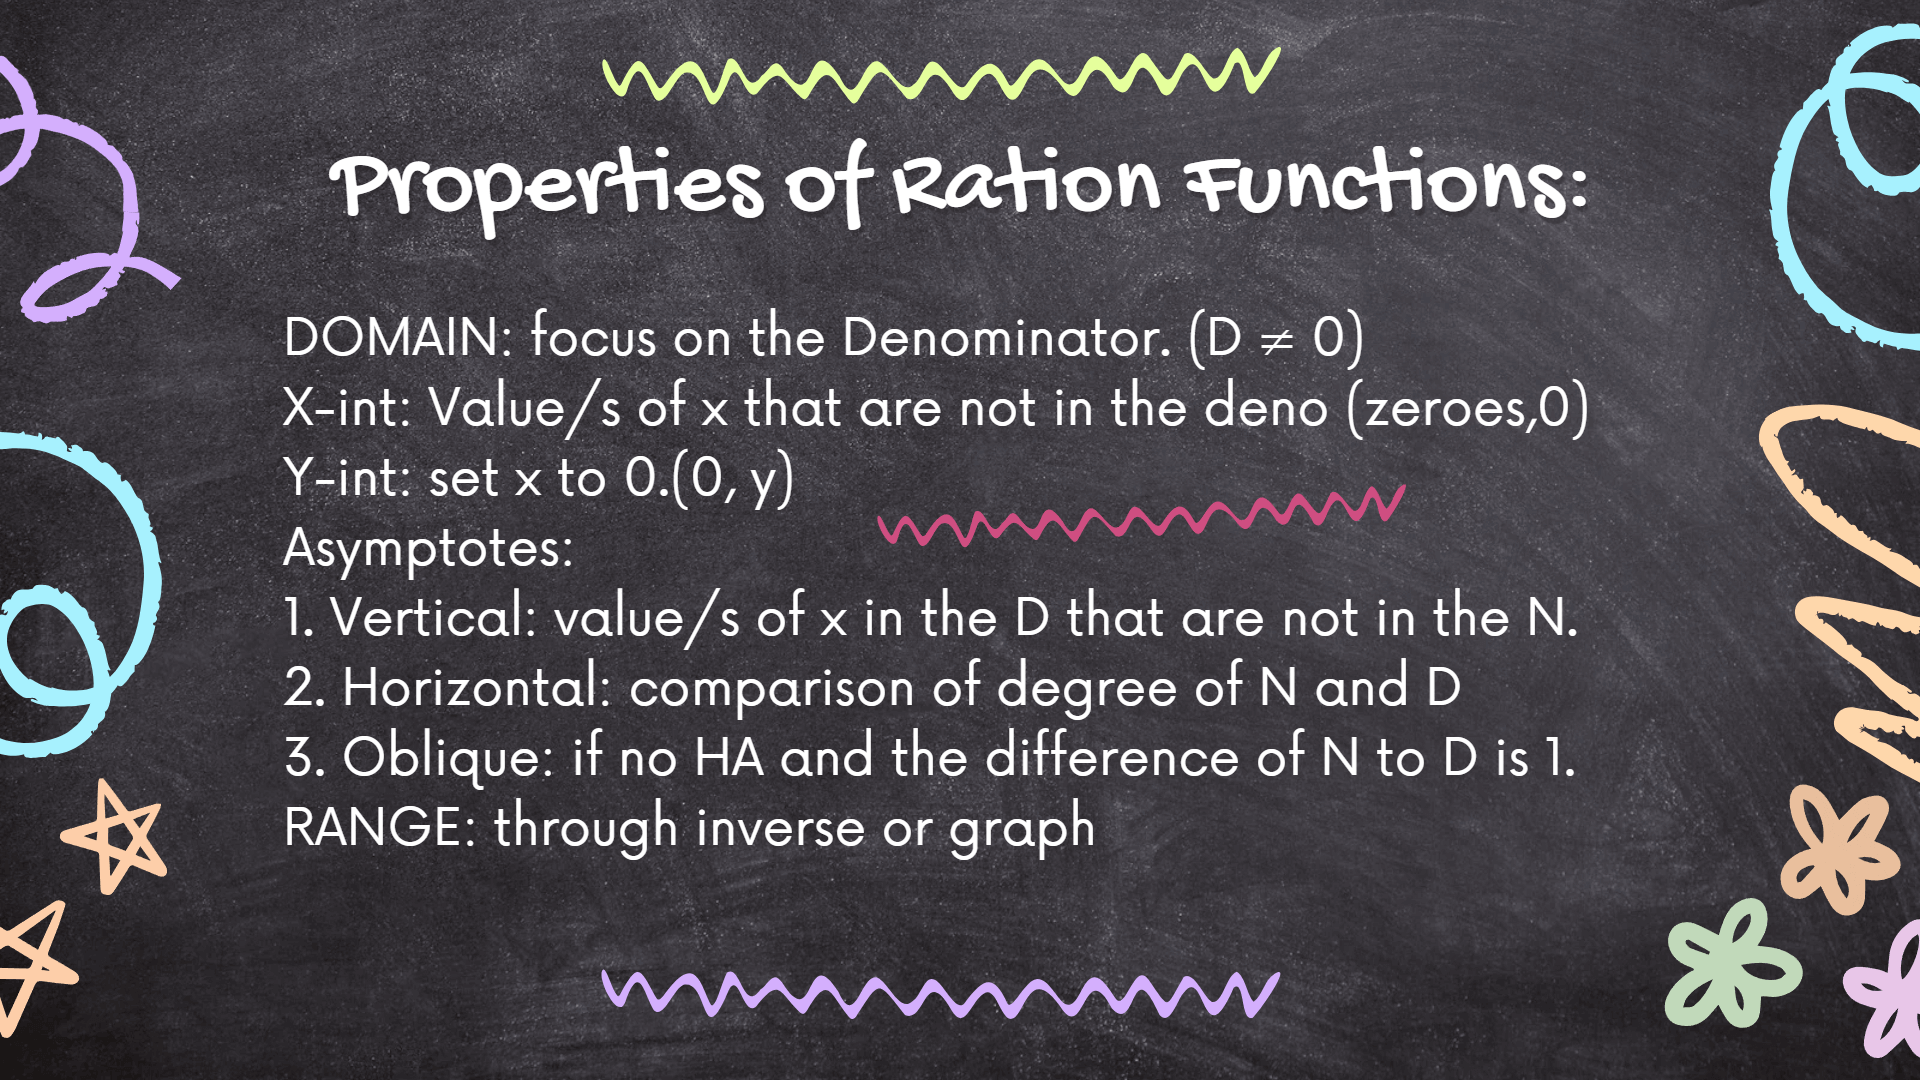 Properties of Ration Functions:
DOMAIN: focus on the Denominator. (D ≠ 0)
X-int: Value/s of x that are not in the deno (zeroes,0)
Y-int: set x to 0.(0, y)
Asymptotes:
1. Vertical: value/s of x in the D that are not in the N.
2. Horizontal: comparison of degree of N and D
3. Oblique: if no HA and the difference of N to D is 1.
RANGE: through inverse or graph